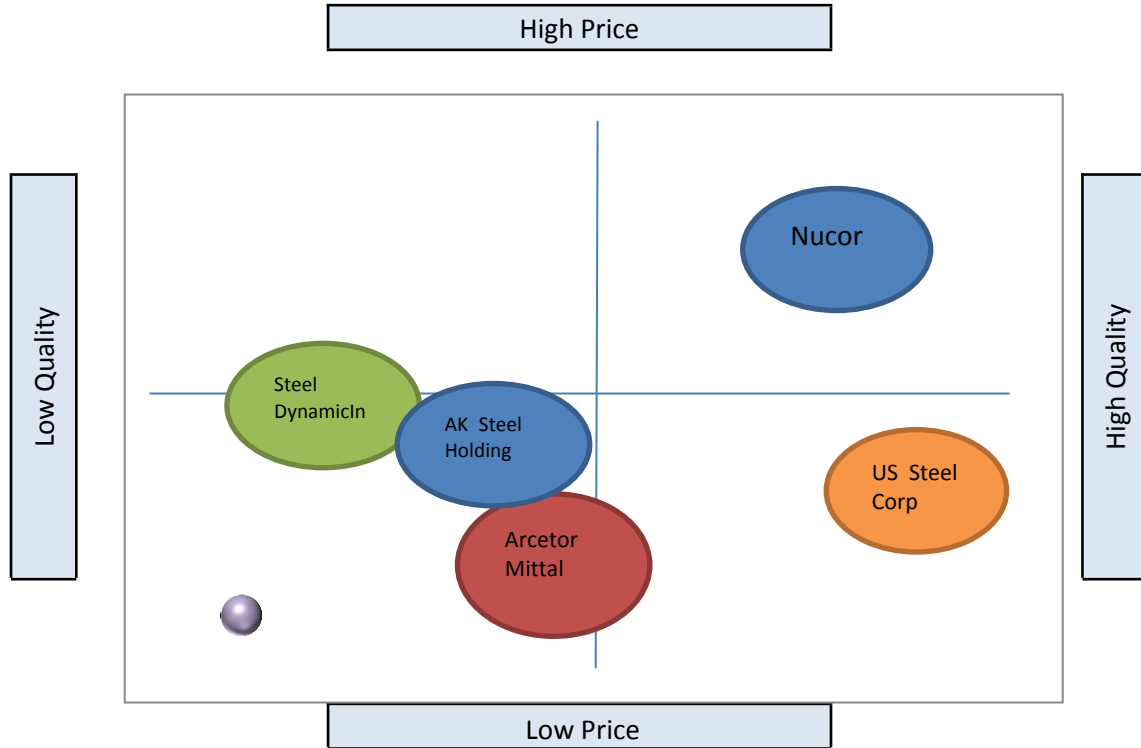 High Price
Low Quality
High Quality
Nucor
Steel
DynamicIn
AK Steel
Holding
US Steel
Corp
Arcetor
Mittal
Low Price